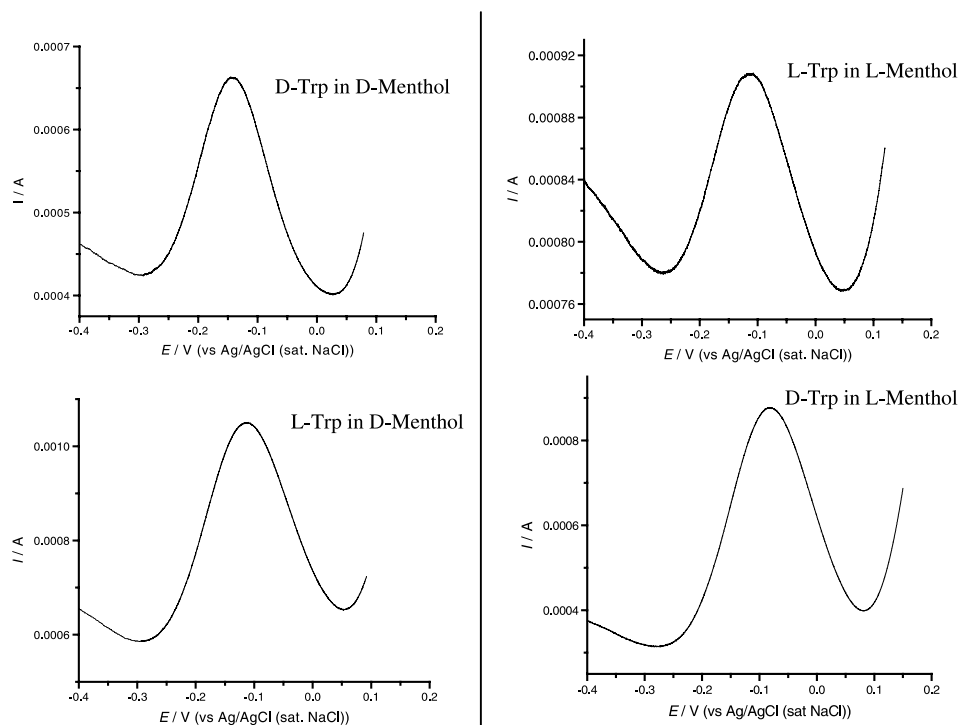 D-Trp in D-Menthol
0.0007
0.0006
0.0005
0.0004
I / A
-0.4 -0.3 -0.2 -0.1 0.0 0.1 0.2
E / V (vs Ag/AgCl (sat. NaCl))
L-Trp in L-Menthol
0.00092
0.00088
0.00084
0.00080
0.00076
I / A
-0.4 -0.3 -0.2 -0.1 0.0 0.1 0.2
E / V (vs Ag/AgCl (sat. NaCl))
L-Trp in D-Menthol
0.0010
0.0008
0.0006
I / A
-0.4 -0.3 -0.2 -0.1 0.0 0.1 0.2
E / V (vs Ag/AgCl (sat. NaCl))
D-Trp in L-Menthol
0.0008
0.0006
0.0004
I / A
-0.4 -0.3 -0.2 -0.1 0.0 0.1 0.2
E / V (vs Ag/AgCl (sat NaCl))